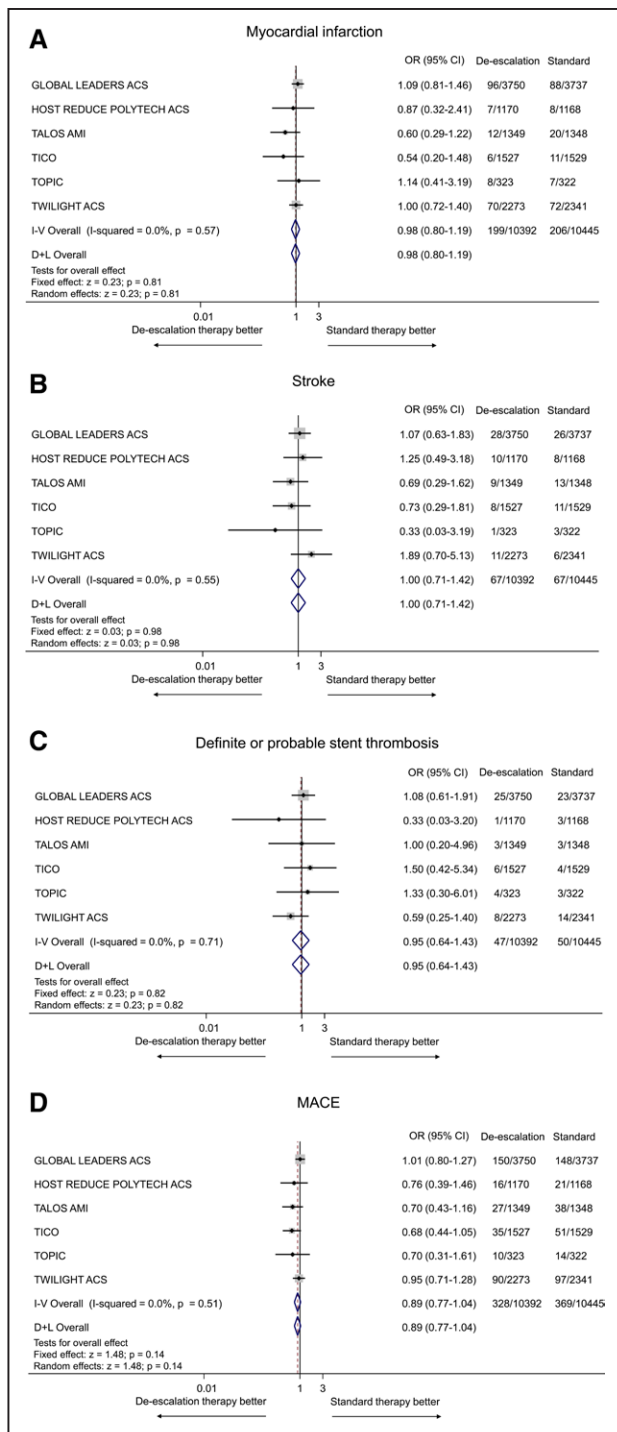 A
Myocardial infarction
OR (95% CI) De-escalation Standard
GLOBAL LEADERS ACS 1.09 (0.81-1.46) 96/3750 88/3737
HOST REDUCE POLYTECH ACS 0.87 (0.32-2.41) 7/1170 8/1168
TALOS AMI 0.60 (0.29-1.22) 12/1349 20/1348
TICO 0.54 (0.20-1.48) 6/1527 11/1529
TOPIC 1.14 (0.41-3.19) 8/323 7/322
TWILIGHT ACS 1.00 (0.72-1.40) 70/2273 72/2341
I-V Overall (I-squared = 0.0%, p = 0.57) 0.98 (0.80-1.19) 199/10392 206/10445
D+L Overall 0.98 (0.80-1.19)
Tests for overall effect
Fixed effect: z = 0.23; p = 0.81
Random effects: z = 0.23; p = 0.81
0.01 1 3
De-escalation therapy better Standard therapy better
B
Stroke
OR (95% CI) De-escalation Standard
GLOBAL LEADERS ACS 1.07 (0.63-1.83) 28/3750 26/3737
HOST REDUCE POLYTECH ACS 1.25 (0.49-3.18) 10/1170 8/1168
TALOS AMI 0.69 (0.29-1.62) 9/1349 13/1348
TICO 0.73 (0.29-1.81) 8/1527 11/1529
TOPIC 0.33 (0.03-3.19) 1/323 3/322
TWILIGHT ACS 1.89 (0.70-5.13) 11/2273 6/2341
I-V Overall (I-squared = 0.0%, p = 0.55) 1.00 (0.71-1.42) 67/10392 67/10445
D+L Overall 1.00 (0.71-1.42)
Tests for overall effect
Fixed effect: z = 0.03; p = 0.98
Random effects: z = 0.03; p = 0.98
0.01 1 3
De-escalation therapy better Standard therapy better
C
Definite or probable stent thrombosis
OR (95% CI) De-escalation Standard
GLOBAL LEADERS ACS 1.08 (0.61-1.91) 25/3750 23/3737
HOST REDUCE POLYTECH ACS 0.33 (0.03-3.20) 1/1170 3/1168
TALOS AMI 1.00 (0.20-4.96) 3/1349 3/1348
TICO 1.50 (0.42-5.34) 6/1527 4/1529
TOPIC 1.33 (0.30-6.01) 4/323 3/322
TWILIGHT ACS 0.59 (0.25-1.40) 8/2273 14/2341
I-V Overall (I-squared = 0.0%, p = 0.71) 0.95 (0.64-1.43) 47/10392 50/10445
D+L Overall 0.95 (0.64-1.43)
Tests for overall effect
Fixed effect: z = 0.23; p = 0.82
Random effects: z = 0.23; p = 0.82
0.01 1 3
De-escalation therapy better Standard therapy better
D
MACE
OR (95% CI) De-escalation Standard
GLOBAL LEADERS ACS 1.01 (0.80-1.27) 150/3750 148/3737
HOST REDUCE POLYTECH ACS 0.76 (0.39-1.46) 16/1170 21/1168
TALOS AMI 0.70 (0.43-1.16) 27/1349 38/1348
TICO 0.68 (0.44-1.05) 35/1527 51/1529
TOPIC 0.70 (0.31-1.61) 10/323 14/322
TWILIGHT ACS 0.95 (0.71-1.28) 90/2273 97/2341
I-V Overall (I-squared = 0.0%, p = 0.51) 0.89 (0.77-1.04) 328/10392 369/10445
D+L Overall 0.89 (0.77-1.04)
Tests for overall effect
Fixed effect: z = 1.48; p = 0.14
Random effects: z = 1.48; p = 0.14
0.01 1 3
De-escalation therapy better Standard therapy better